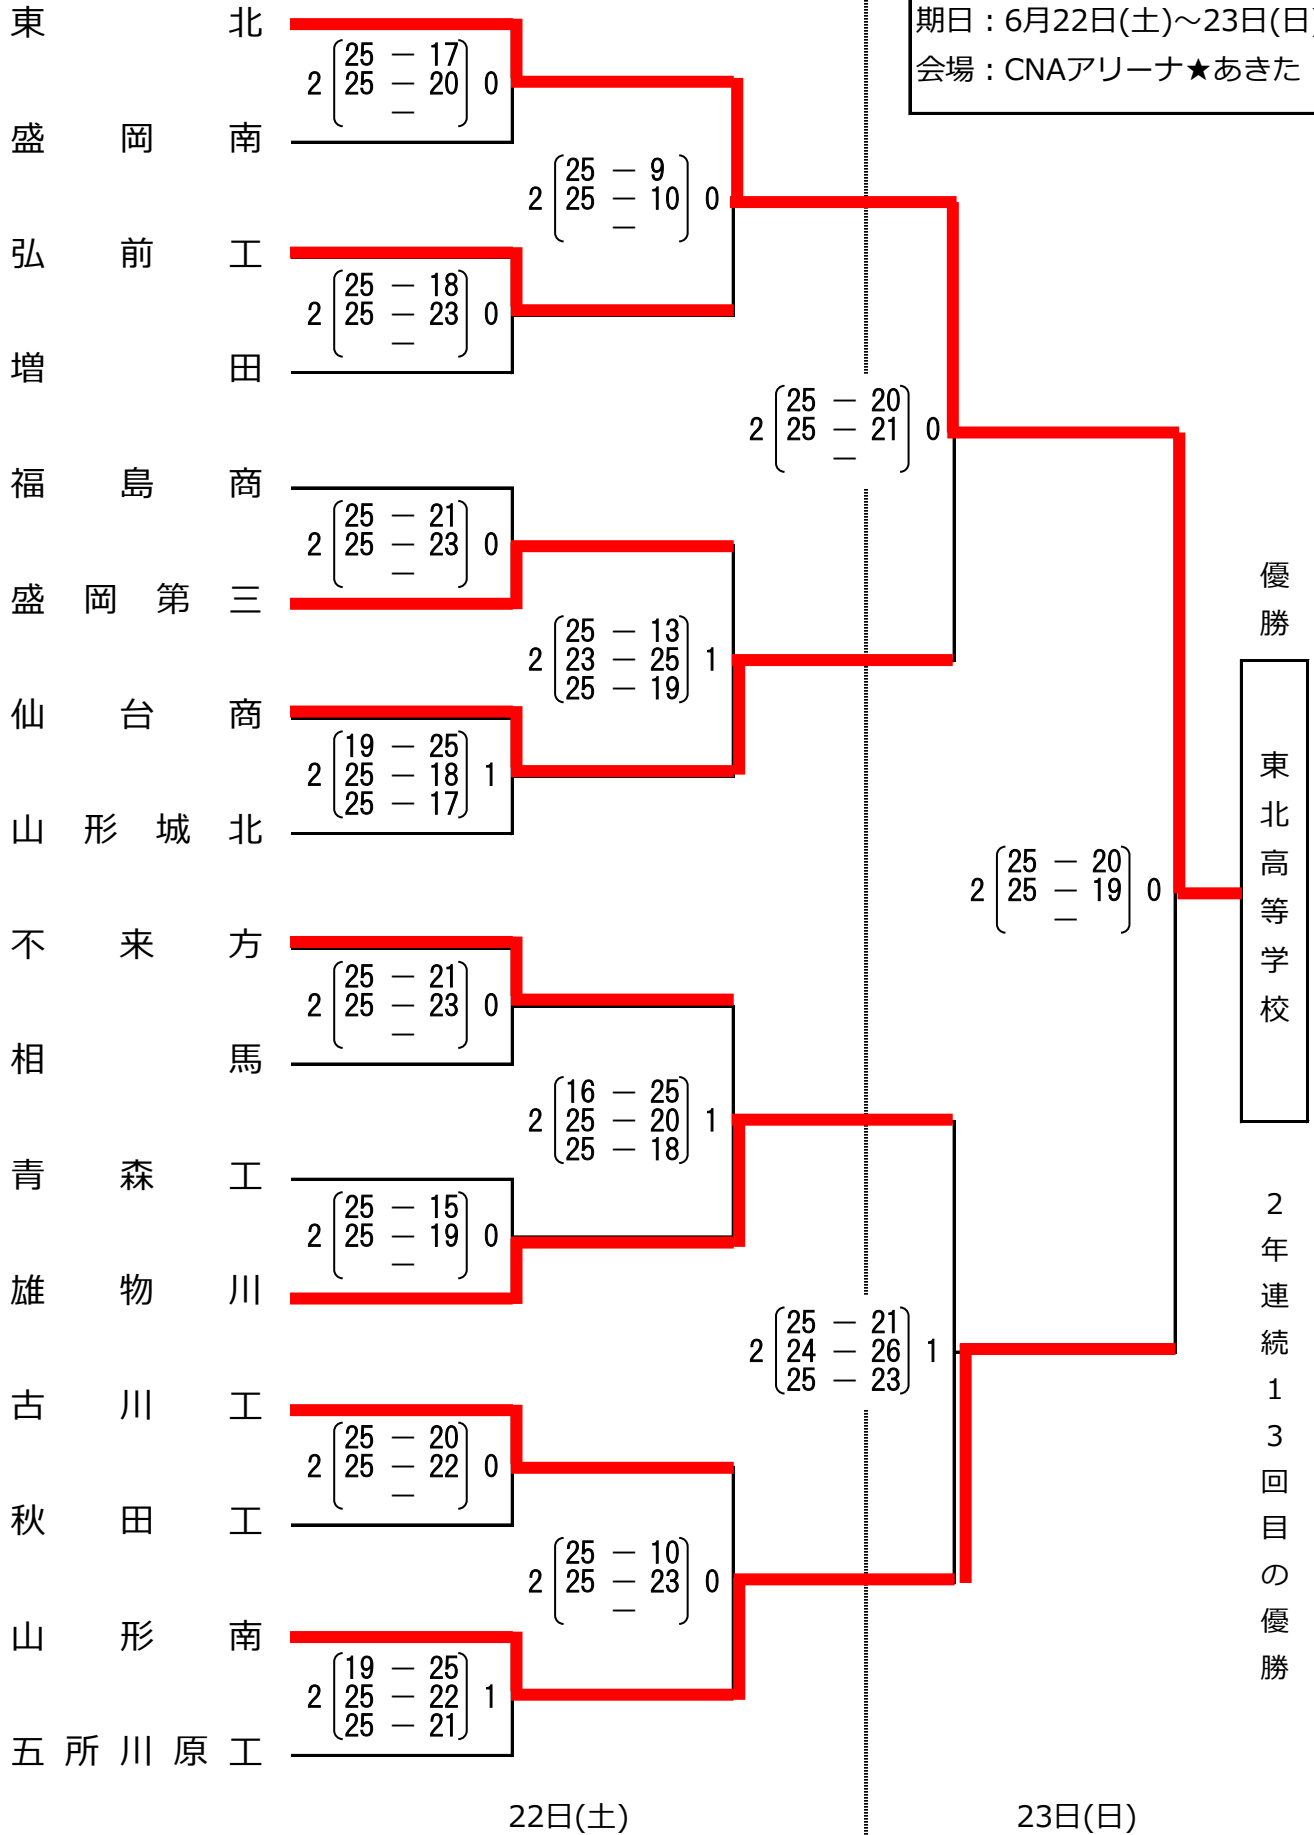 期日：6月22日(土)～23日(日)
会場：CNAアリーナ★あきた
東北
2 25 － 17 0
25 － 20
－
盛岡南
2 25 － 9 0
25 － 10
－
弘前工
2 25 － 18 0
25 － 23
－
増田
2 25 － 20 0
25 － 21
－
福島商
2 25 － 21 0
25 － 23
－
盛岡第三
2 25 － 13 1
23 － 25
25 － 19
仙台商
2 19 － 25 1
25 － 18
25 － 17
山形城北
2 25 － 20 0
25 － 19
－
不来方
2 25 － 21 0
25 － 23
－
相馬
2 16 － 25 1
25 － 20
25 － 18
青森工
2 25 － 15 0
25 － 19
－
雄物川
2 25 － 21 1
24 － 26
25 － 23
古川工
2 25 － 20 0
25 － 22
－
秋田工
2 25 － 10 0
25 － 23
－
山形南
2 19 － 25 1
25 － 22
25 － 21
五所川原工
優勝
東北高等学校
2年連続13回目の優勝
22日(土)
23日(日)